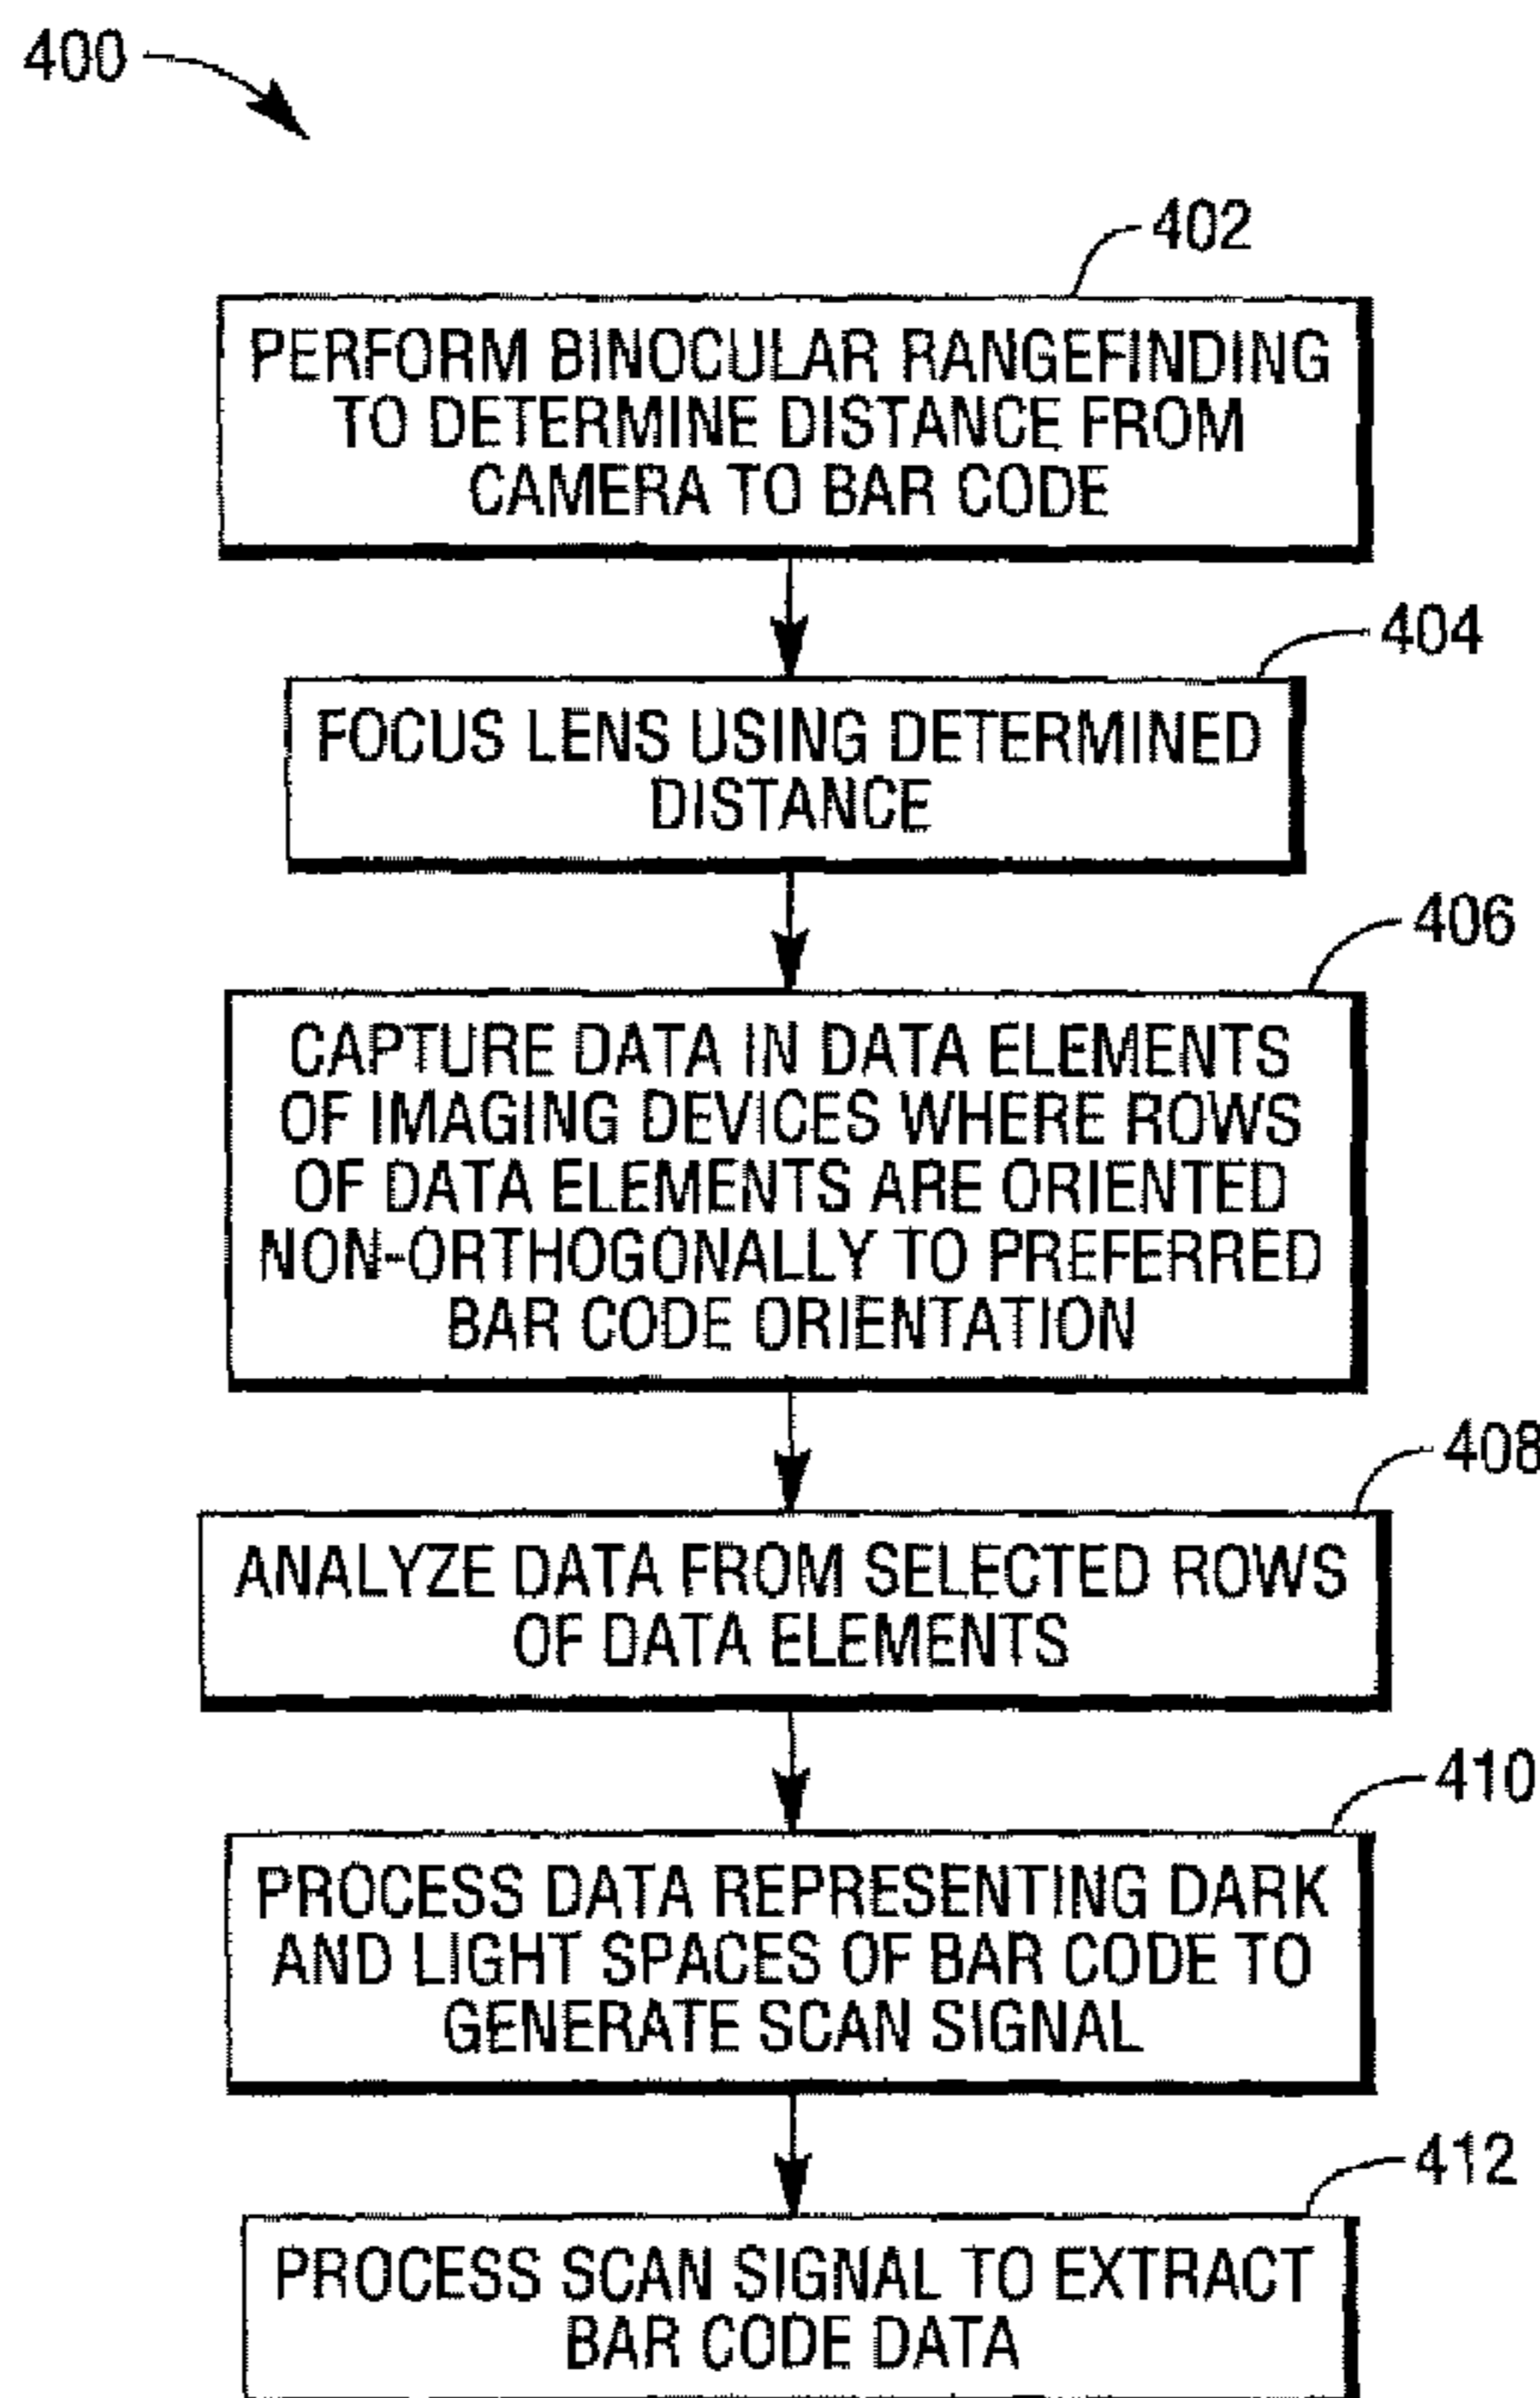 400
402
PERFORM BINOCULAR RANGEFINDING
TO DETERMINE DISTANCE FROM
CAMERA TO BAR CODE
404
FOCUS LENS USING DETERMINED
DISTANCE
406
CAPTURE DATA IN DATA ELEMENTS
OF IMAGING DEVICES WHERE ROWS
OF DATA ELEMENTS ARE ORIENTED
NON-ORTHOGONALLY TO PREFERRED
BAR CODE ORIENTATION
408
ANALYZE DATA FROM SELECTED ROWS
OF DATA ELEMENTS
410
PROCESS DATA REPRESENTING DARK
AND LIGHT SPACES OF BAR CODE TO
GENERATE SCAN SIGNAL
412
PROCESS SCAN SIGNAL TO EXTRACT
BAR CODE DATA